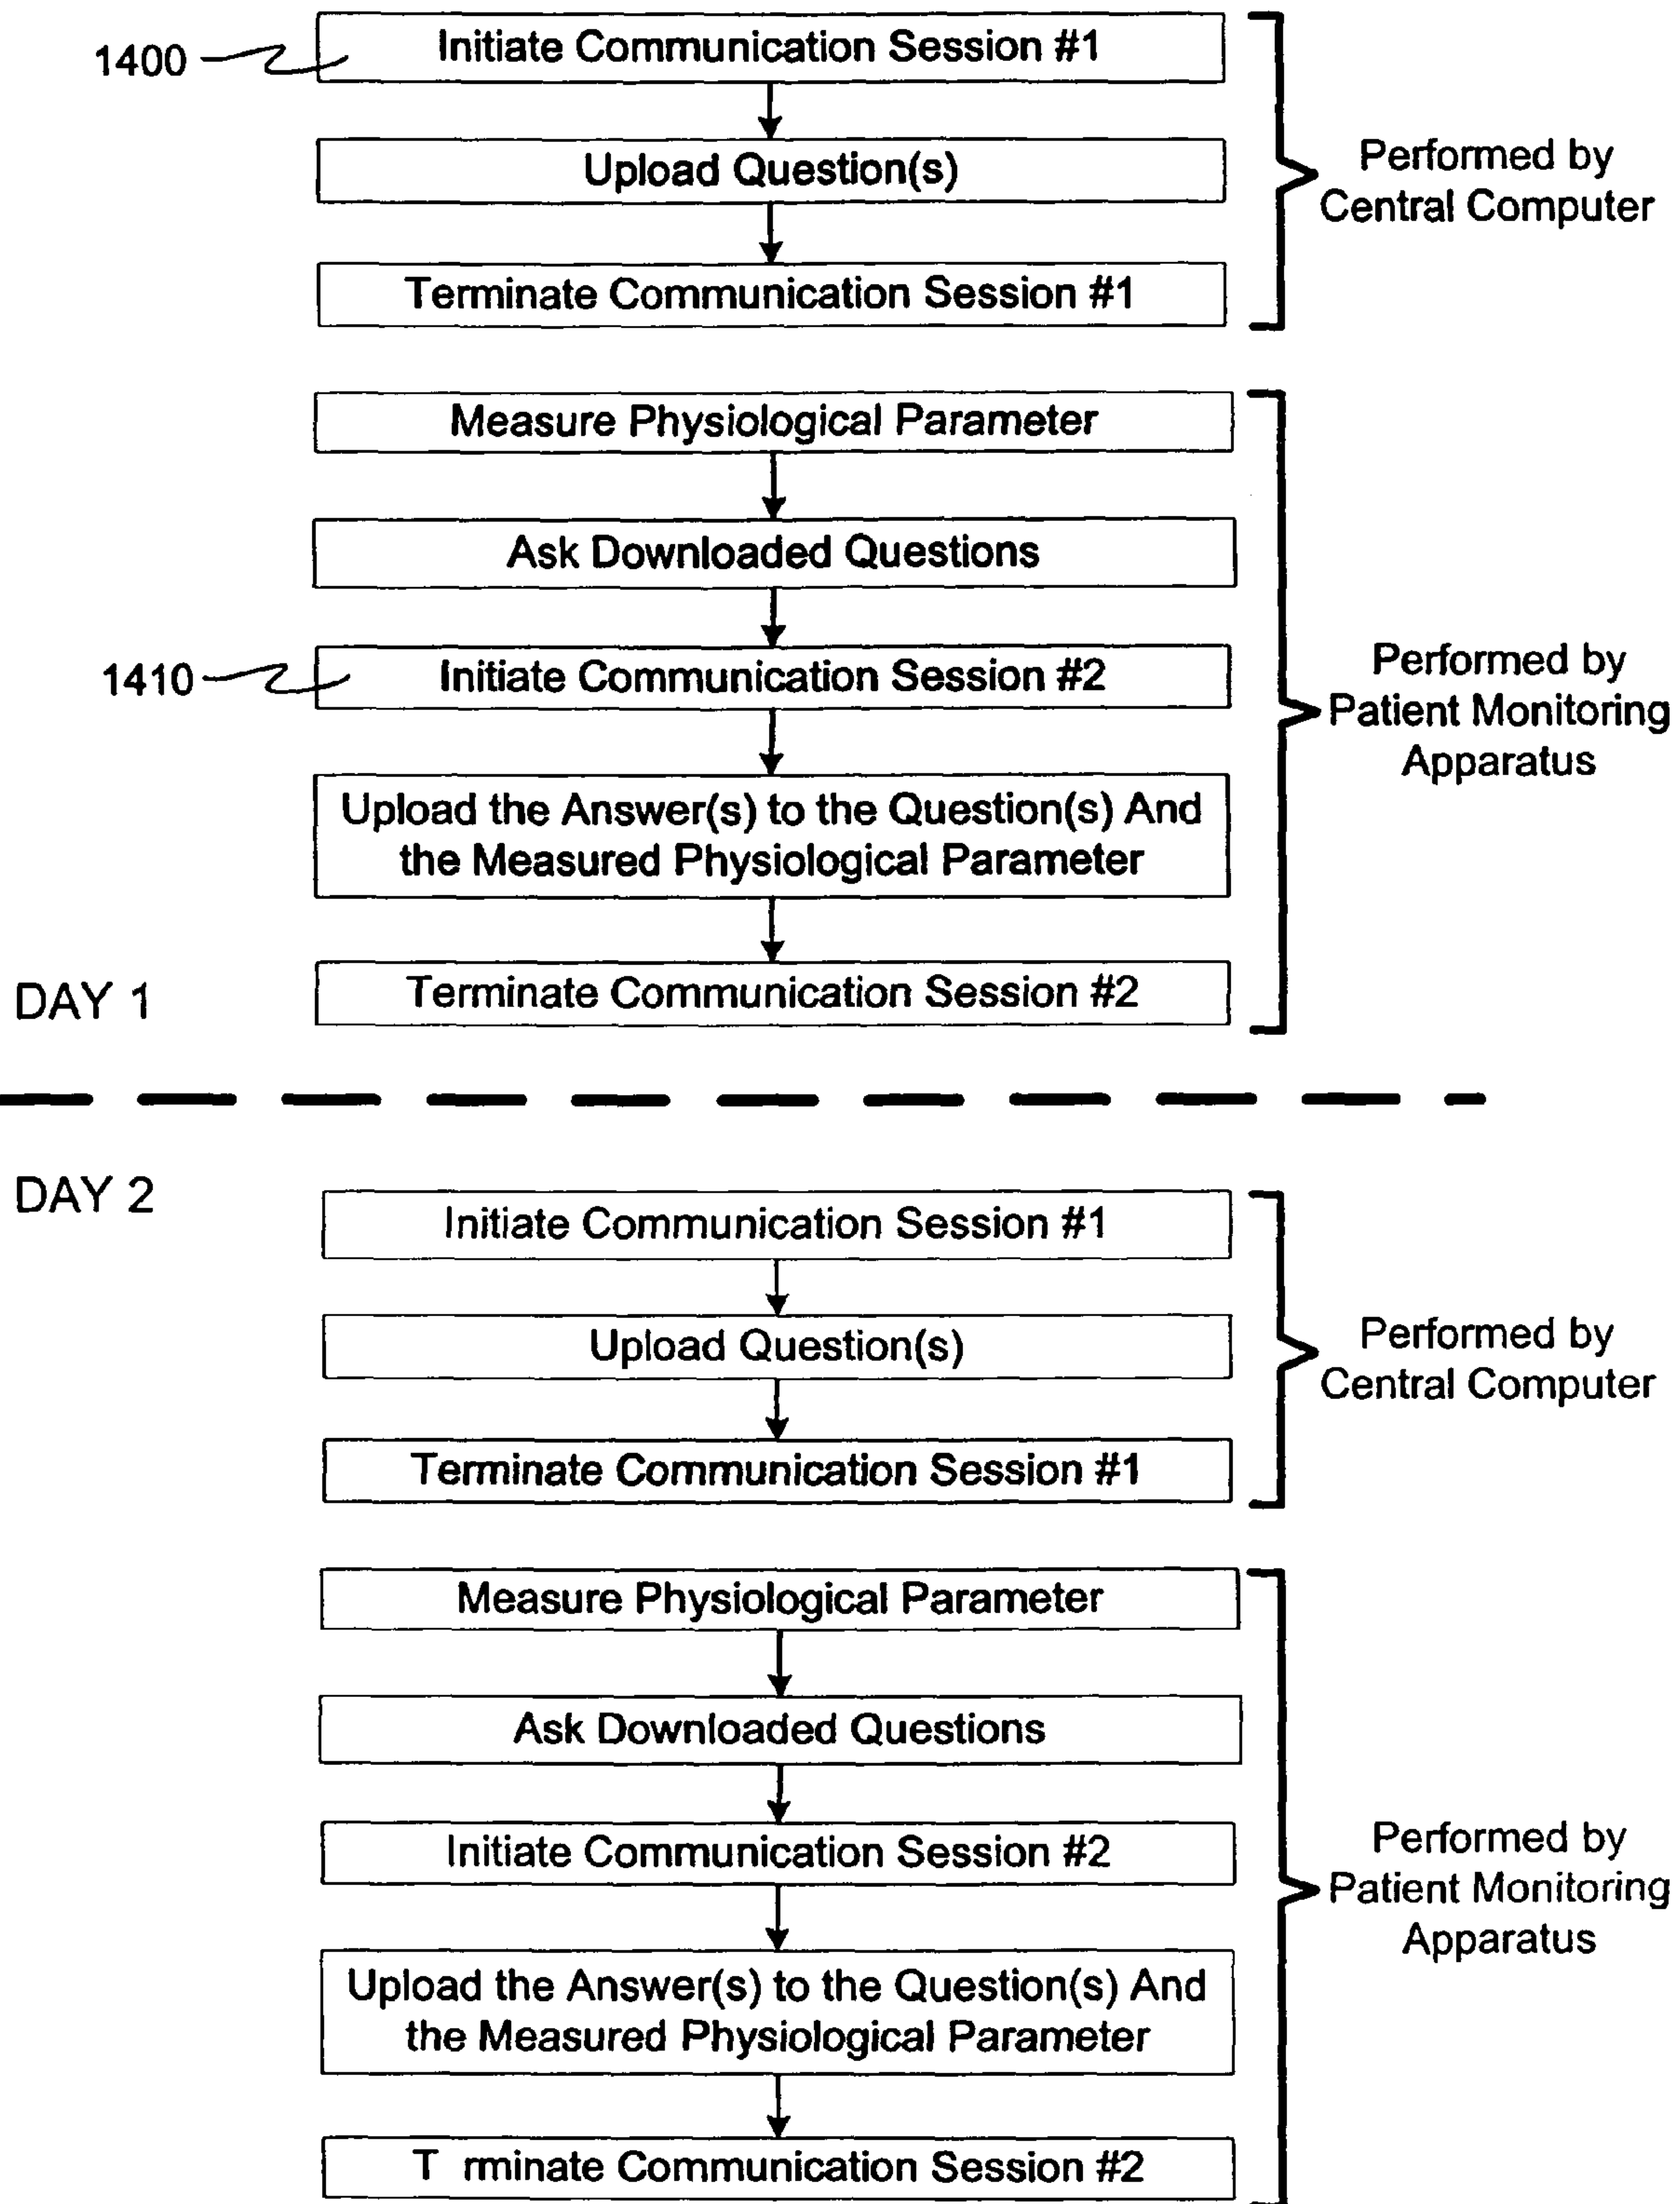 1400
Initiate Communication Session #1
Upload Question(s)
Terminate Communication Session #1
Performed by
Central Computer
Measure Physiological Parameter
Ask Downloaded Questions
1410
Initiate Communication Session #2
Upload the Answer(s) to the Question(s) And
the Measured Physiological Parameter
Terminate Communication Session #2
Performed by
Patient Monitoring
Apparatus
DAY 1
DAY 2
Initiate Communication Session #1
Upload Question(s)
Terminate Communication Session #1
Performed by
Central Computer
Measure Physiological Parameter
Ask Downloaded Questions
Initiate Communication Session #2
Upload the Answer(s) to the Question(s) And
the Measured Physiological Parameter
T rminate Communication Session #2
Performed by
Patient Monitoring
Apparatus